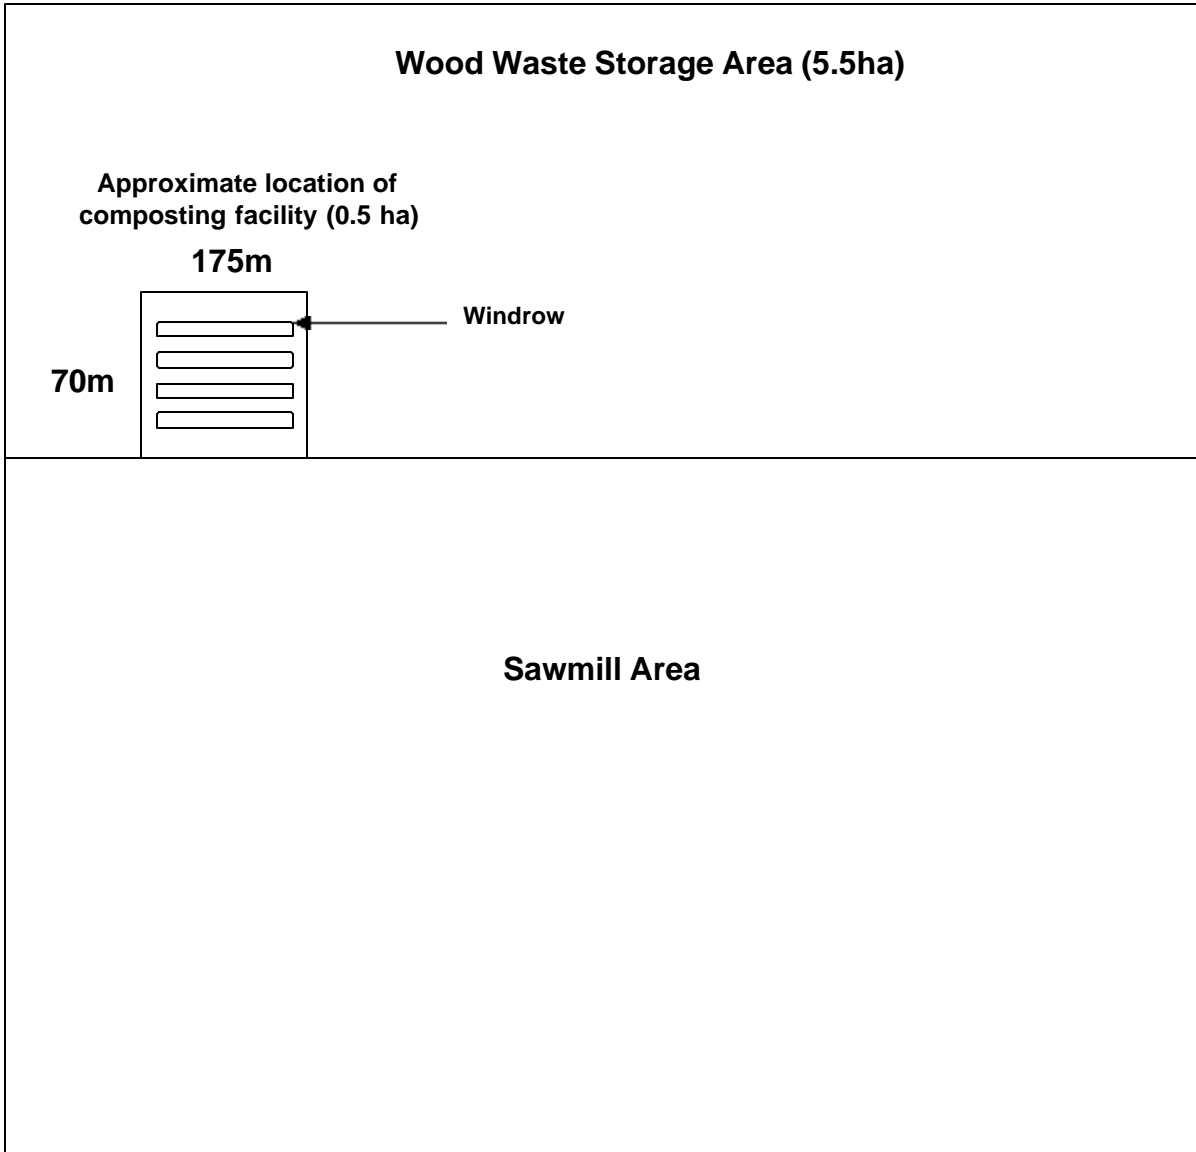 Wood Waste Storage Area (5.5ha)
Approximate location of
composting facility (0.5 ha)
175m
Windrow
70m
Sawmill Area